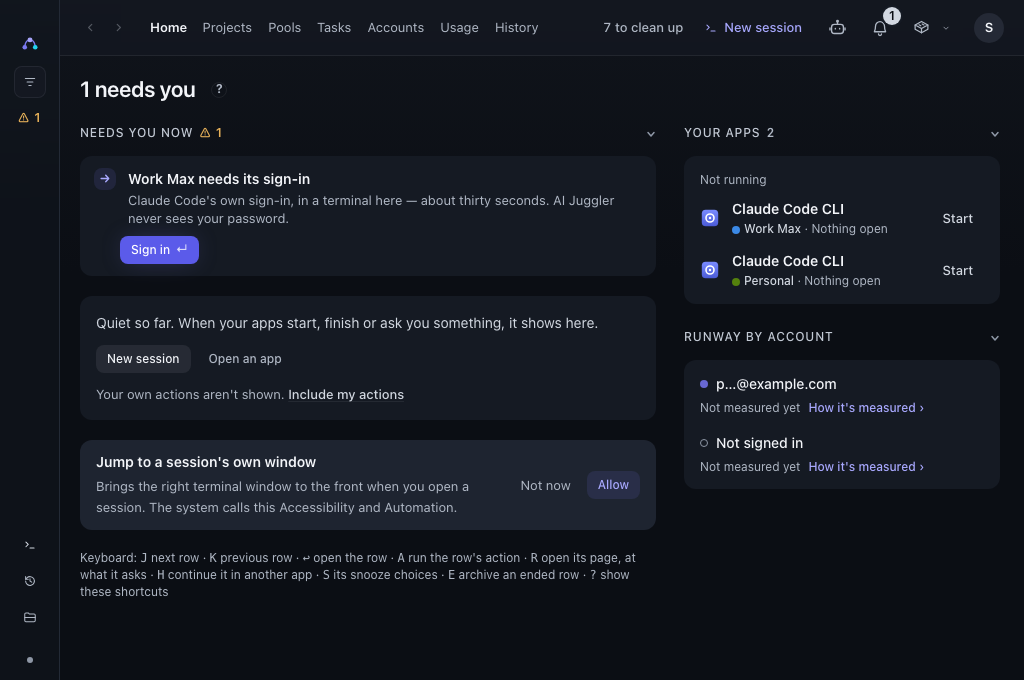 Home Projects Pools Tasks Accounts Usage History
7 to clean up
New session
1
S
1
1 needs you ?
NEEDS YOU NOW 1
Work Max needs its sign-in
Claude Code's own sign-in, in a terminal here — about thirty seconds. AI Juggler
never sees your password.
Sign in ↵
Quiet so far. When your apps start, finish or ask you something, it shows here.
New session Open an app
Your own actions aren't shown. Include my actions
Jump to a session's own window
Brings the right terminal window to the front when you open a
session. The system calls this Accessibility and Automation.
Not now Allow
Keyboard: J next row · K previous row · ↩ open the row · A run the row's action · R open its page, at
what it asks · H continue it in another app · S its snooze choices · E archive an ended row · ? show
these shortcuts
YOUR APPS 2
Not running
Claude Code CLI
Work Max · Nothing open
Start
Claude Code CLI
Personal · Nothing open
Start
RUNWAY BY ACCOUNT
p...@example.com
Not measured yet How it's measured ›
Not signed in
Not measured yet How it's measured ›